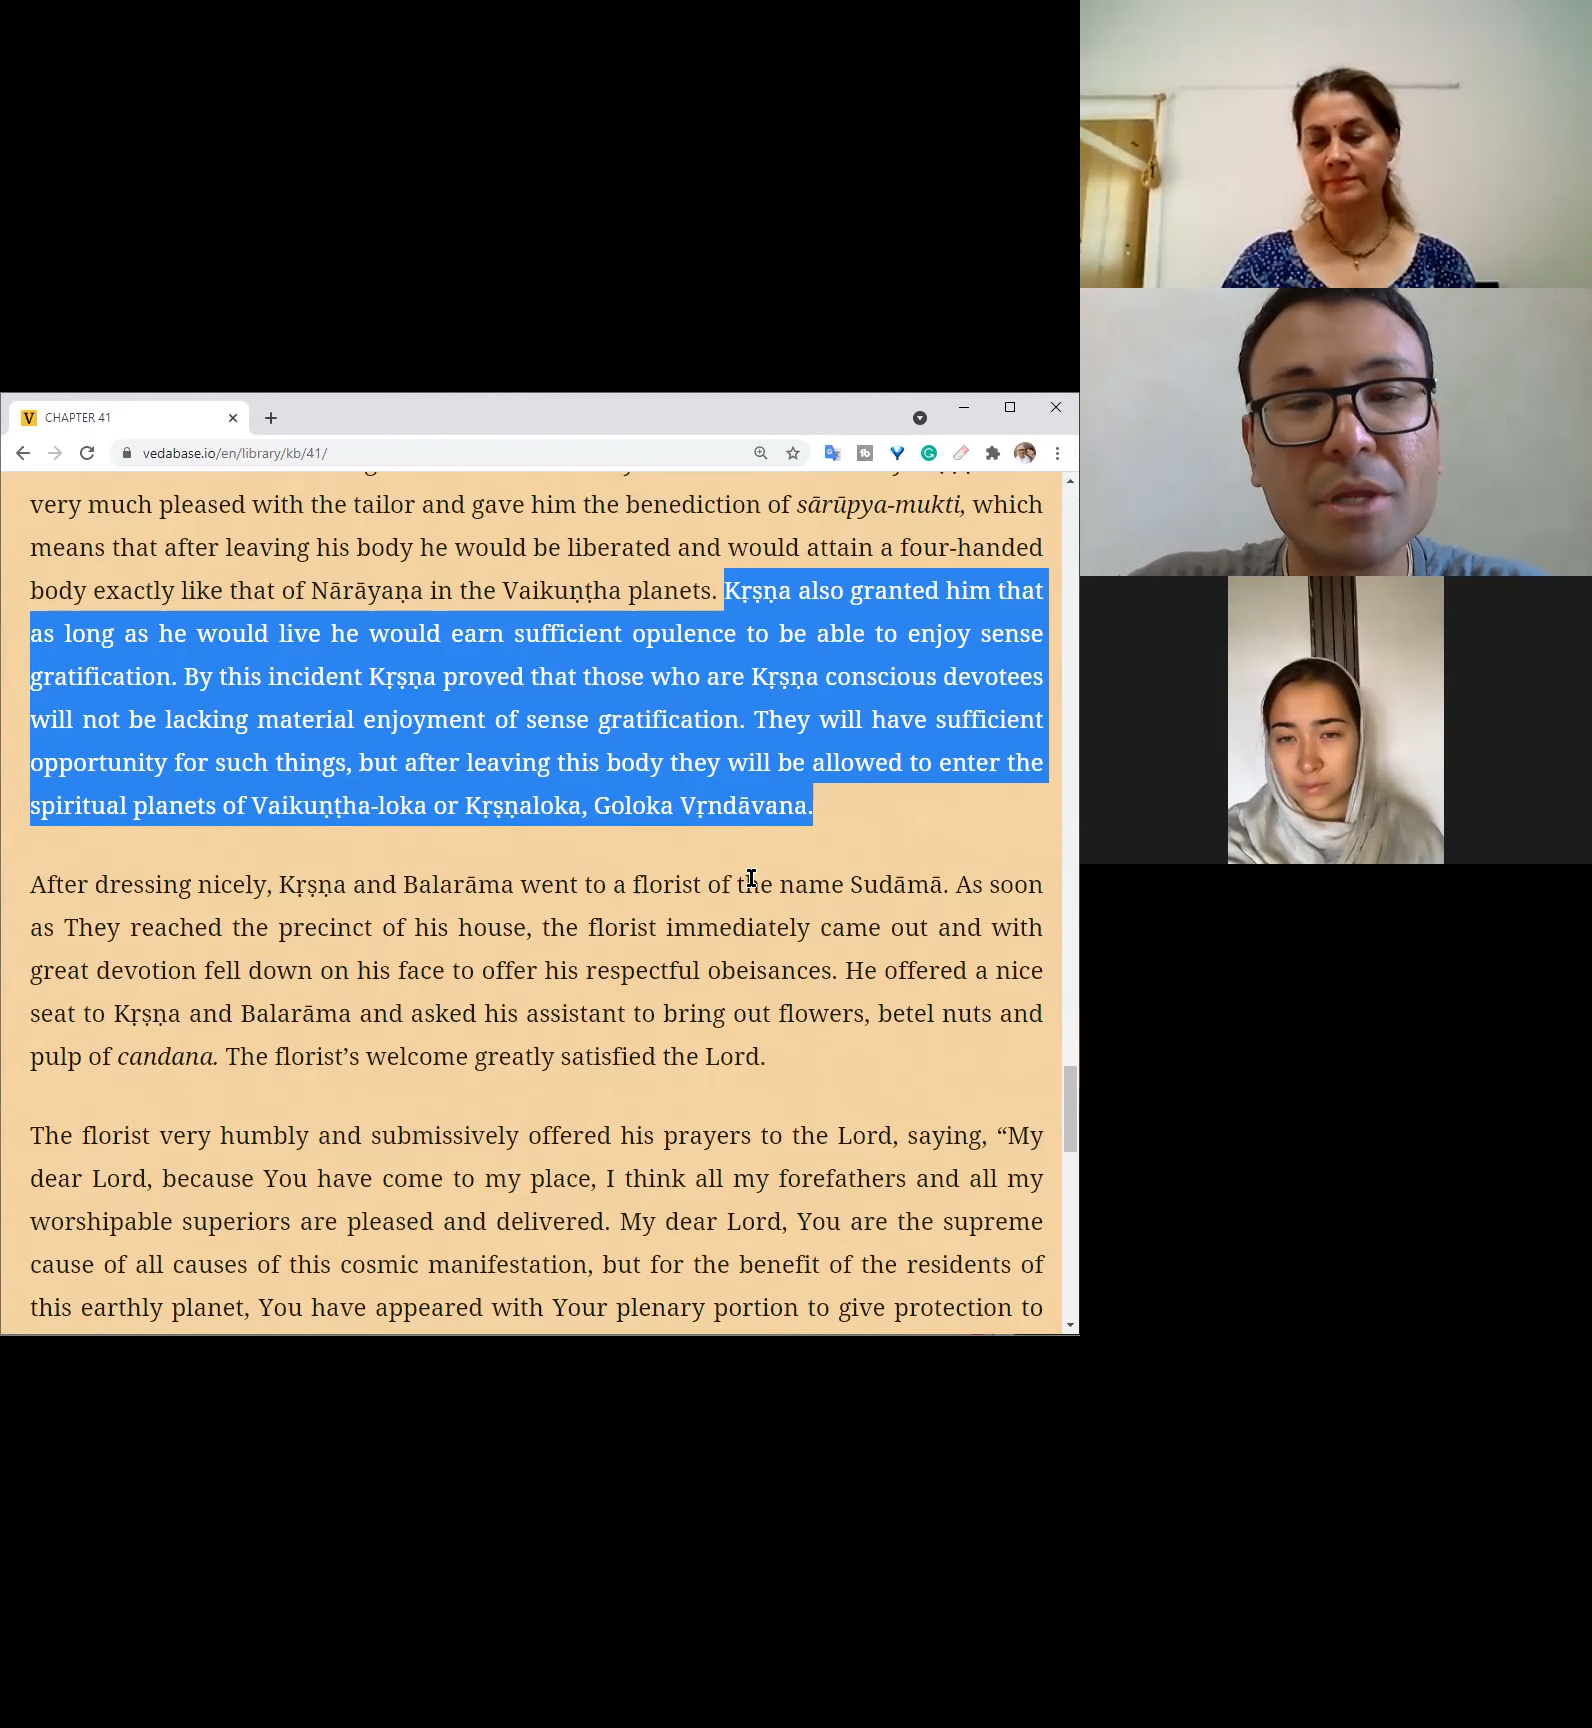 CHAPTER 41
vedabase.io/en/library/kb/41/
very much pleased with the tailor and gave him the benediction of sārūpya-mukti, which
means that after leaving his body he would be liberated and would attain a four-handed
body exactly like that of Nārāyaṇa in the Vaikuṇṭha planets. Kṛṣṇa also granted him that
as long as he would live he would earn sufficient opulence to be able to enjoy sense
gratification. By this incident Kṛṣṇa proved that those who are Kṛṣṇa conscious devotees
will not be lacking material enjoyment of sense gratification. They will have sufficient
opportunity for such things, but after leaving this body they will be allowed to enter the
spiritual planets of Vaikuṇṭha-loka or Kṛṣṇaloka, Goloka Vṛndāvana.
After dressing nicely, Kṛṣṇa and Balarāma went to a florist of the name Sudāmā. As soon
as They reached the precinct of his house, the florist immediately came out and with
great devotion fell down on his face to offer his respectful obeisances. He offered a nice
seat to Kṛṣṇa and Balarāma and asked his assistant to bring out flowers, betel nuts and
pulp of candana. The florist’s welcome greatly satisfied the Lord.
The florist very humbly and submissively offered his prayers to the Lord, saying, “My
dear Lord, because You have come to my place, I think all my forefathers and all my
worshipable superiors are pleased and delivered. My dear Lord, You are the supreme
cause of all causes of this cosmic manifestation, but for the benefit of the residents of
this earthly planet, You have appeared with Your plenary portion to give protection to